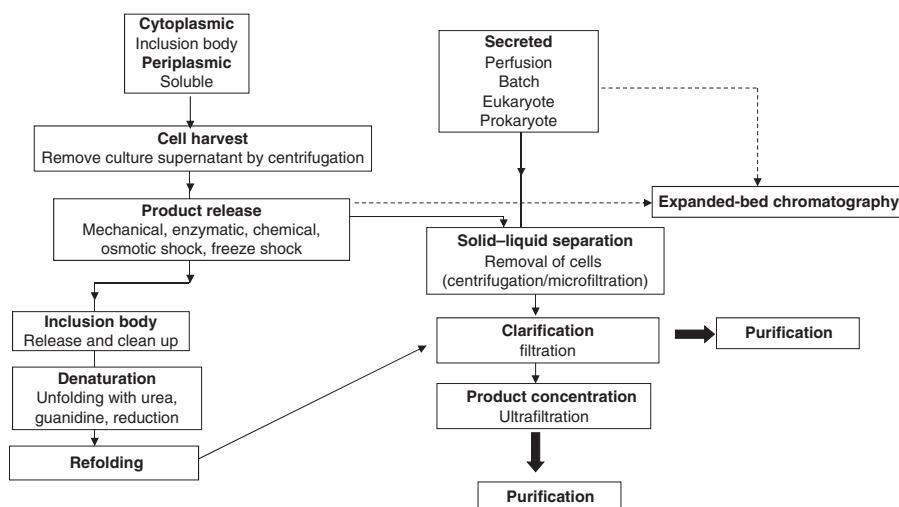 Cytoplasmic
Inclusion body
Periplasmic
Soluble
Cell harvest
Remove culture supernatant by centrifugation
Product release
Mechanical, enzymatic, chemical,
osmotic shock, freeze shock
Inclusion body
Release and clean up
Denaturation
Unfolding with urea,
guanidine, reduction
Refolding
Secreted
Perfusion
Batch
Eukaryote
Prokaryote
Expanded-bed chromatography
Solid–liquid separation
Removal of cells
(centrifugation/microfiltration)
Clarification
filtration
Purification
Product concentration
Ultrafiltration
Purification